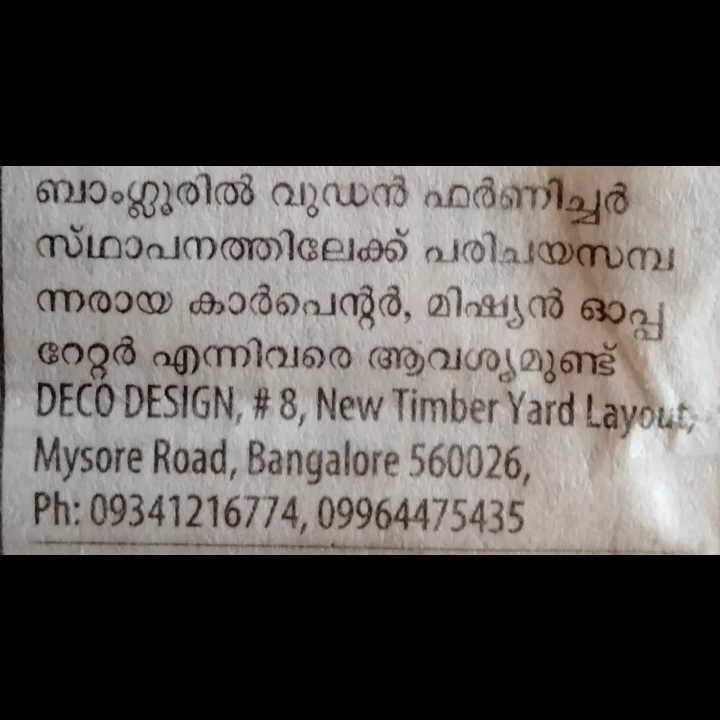 ബാംഗ്ലൂരിൽ വുഡൻ ഫർണിച്ചർ
സ്ഥാപനത്തിലേക്ക് പരിചയസമ്പ
ന്നരായ കാർപെന്റർ, മിഷ്യൻ ഓപ്പ
റേറ്റർ എന്നിവരെ ആവശ്യമുണ്ട്
DECO DESIGN, # 8, New Timber Yard Layout,
Mysore Road, Bangalore 560026,
Ph: 09341216774, 09964475435